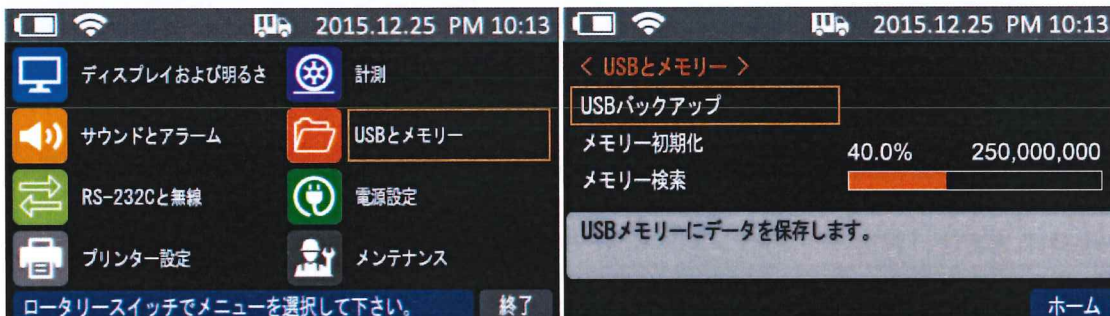 2015.12.25 PM 10:13
ディスプレイおよび明るさ
計測
サウンドとアラーム
USBとメモリー
RS-232Cと無線
電源設定
プリンター設定
メンテナンス
ロータリースイッチでメニューを選択して下さい。
終了
2015.12.25 PM 10:13
< USBとメモリー >
USBバックアップ
メモリー初期化
40.0% 250,000,000
メモリー検索
USBメモリーにデータを保存します。
ホーム